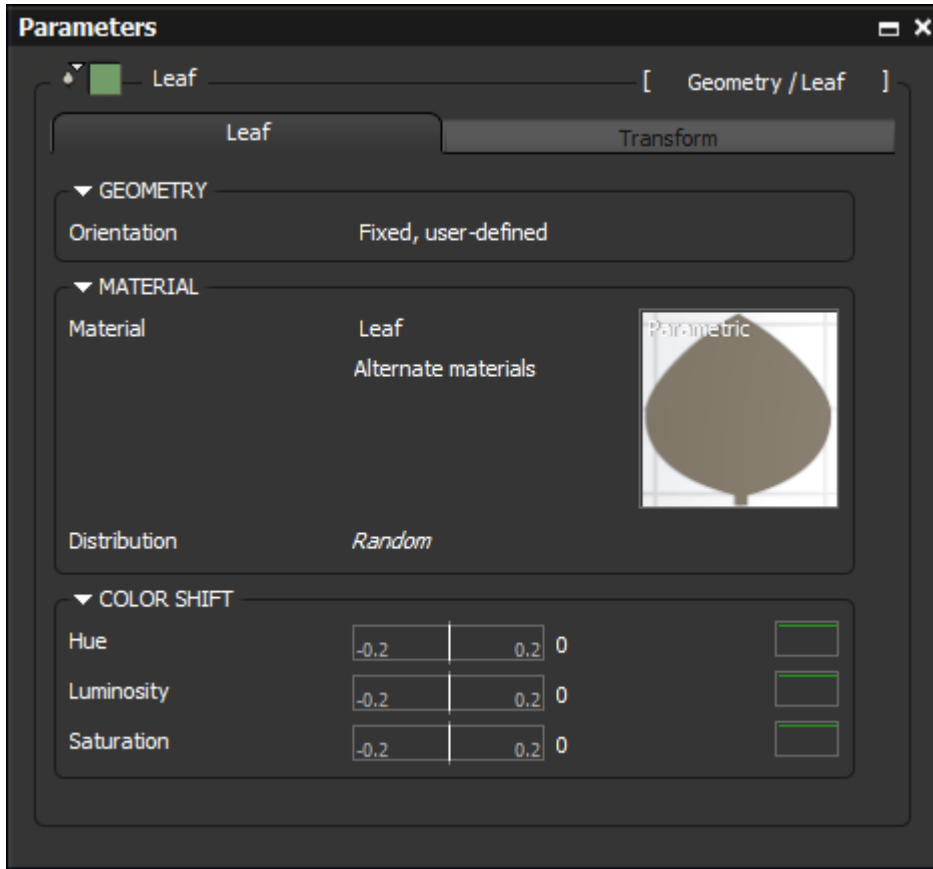 Parameters
Leaf [ Geometry / Leaf ]
Leaf Transform
GEOMETRY
Orientation Fixed, user-defined
MATERIAL
Material Leaf Parametric
Alternate materials
Distribution Random
COLOR SHIFT
Hue -0.2 0.2 0
Luminosity -0.2 0.2 0
Saturation -0.2 0.2 0